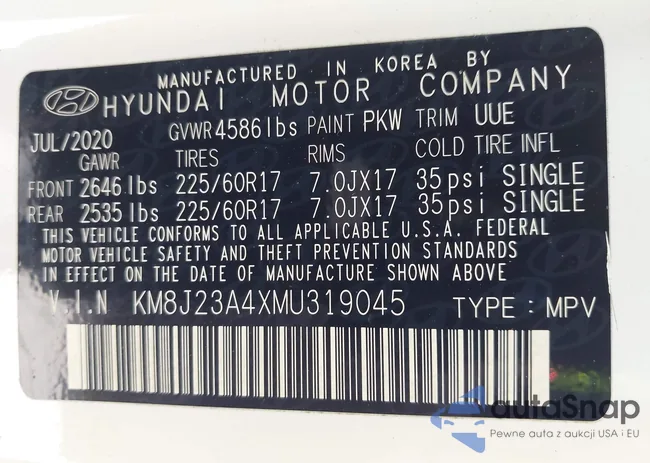 MANUFACTURED IN KOREA BY
HYUNDAI MOTOR COMPANY
JUL/2020 GVWR 4586 lbs PAINT PKW TRIM UUE
GAWR TIRES RIMS COLD TIRE INFL
FRONT 2646 lbs 225/60R17 7.0JX17 35psi SINGLE
REAR 2535 lbs 225/60R17 7.0JX17 35psi SINGLE
THIS VEHICLE CONFORMS TO ALL APPLICABLE U.S.A. FEDERAL
MOTOR VEHICLE SAFETY AND THEFT PREVENTION STANDARDS
IN EFFECT ON THE DATE OF MANUFACTURE SHOWN ABOVE
V.I.N KM8J23A4XMU319045 TYPE : MPV
autaSnap
Pewne auta z aukcji USA i EU